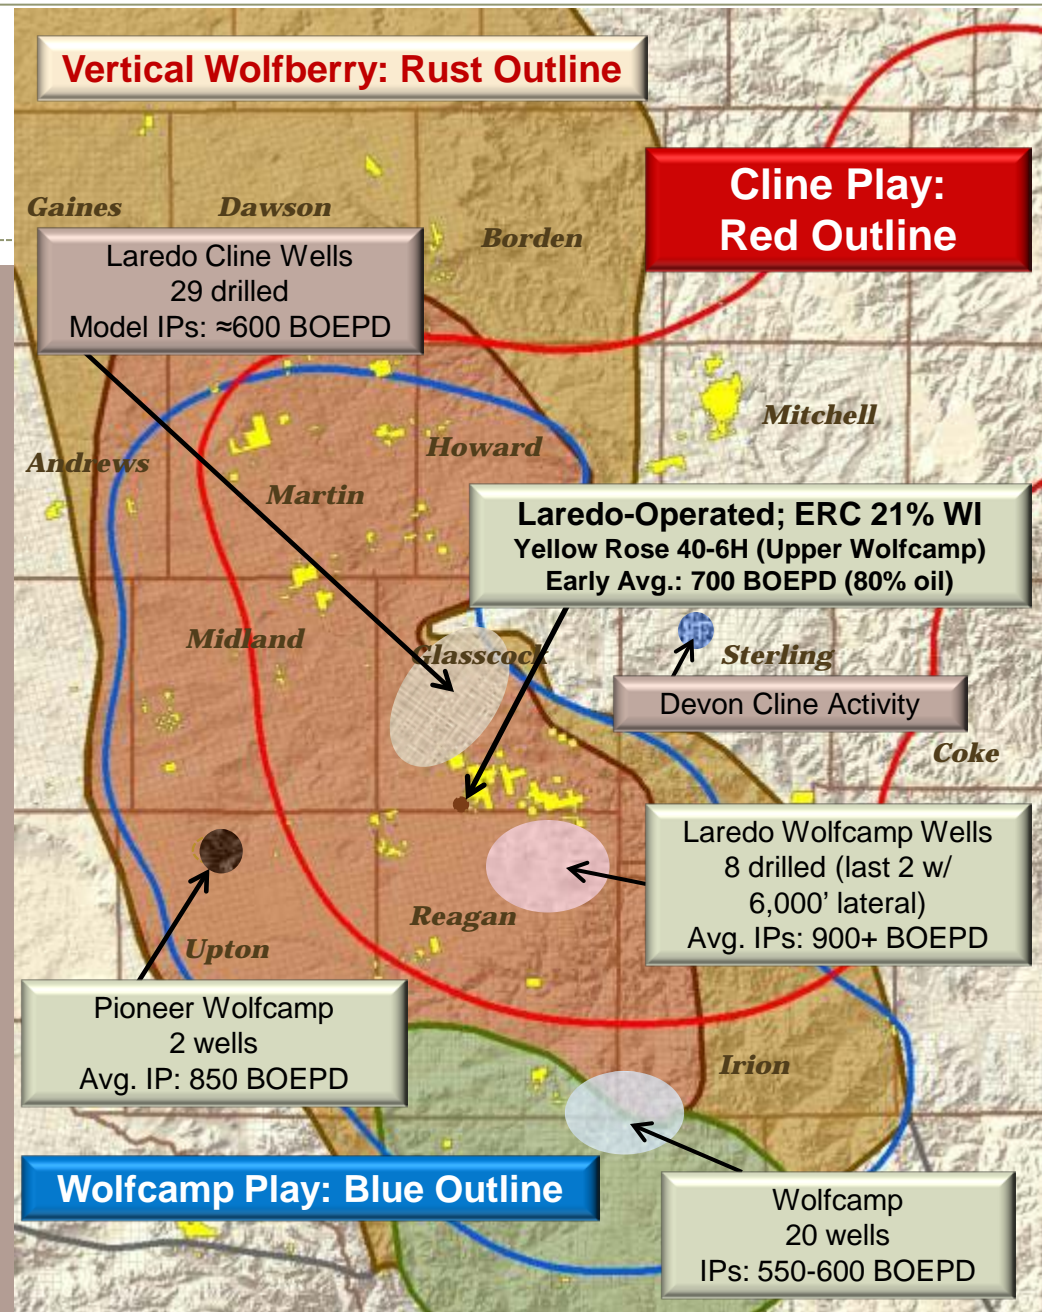 Vertical Wolfberry: Rust Outline
Cline Play:
Red Outline
Gaines
Dawson
Borden
Laredo Cline Wells
29 drilled
Model IPs: ≈600 BOEPD
Mitchell
Howard
Andrews
Martin
Laredo-Operated; ERC 21% WI
Yellow Rose 40-6H (Upper Wolfcamp)
Early Avg.: 700 BOEPD (80% oil)
Midland
Glasscock
Sterling
Devon Cline Activity
Coke
Laredo Wolfcamp Wells
8 drilled (last 2 w/
6,000’ lateral)
Avg. IPs: 900+ BOEPD
Reagan
Upton
Pioneer Wolfcamp
2 wells
Avg. IP: 850 BOEPD
Irion
Wolfcamp Play: Blue Outline
Wolfcamp
20 wells
IPs: 550-600 BOEPD